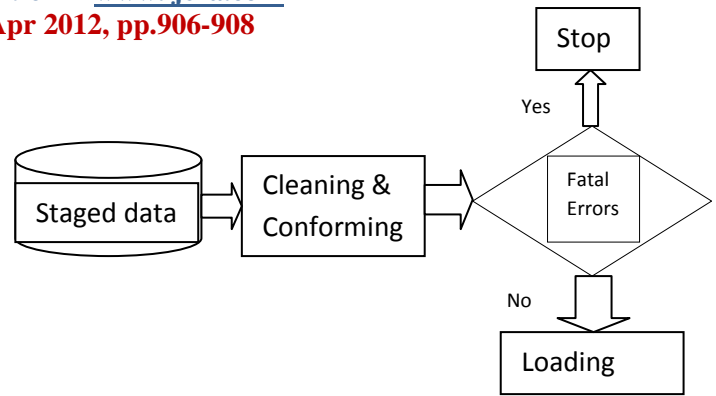 Apr 2012, pp.906-908
Stop
Yes
Staged data
Cleaning &
Conforming
Fatal
Errors
No
Loading